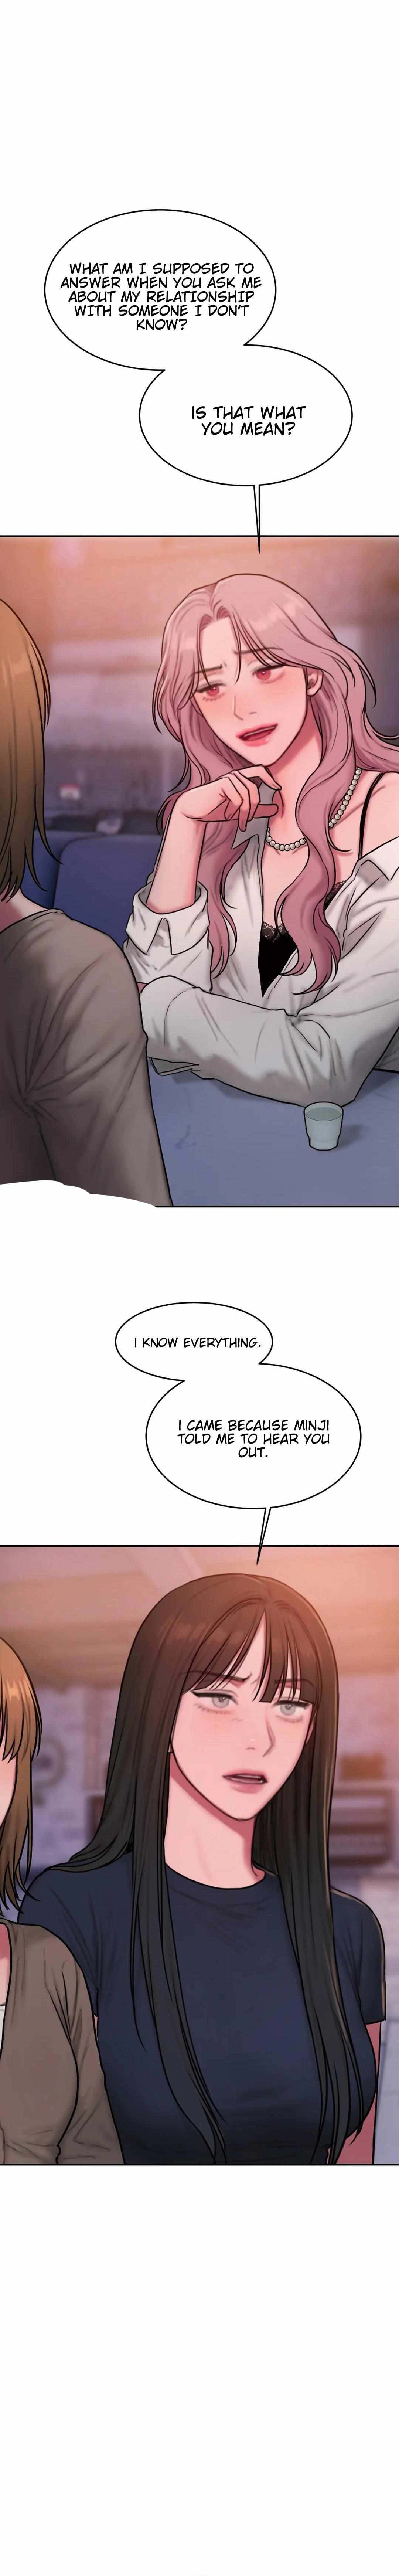 WHAT AM I SUPPOSED TO
ANSWER WHEN YOU ASK ME
ABOUT MY RELATIONSHIP
WITH SOMEONE I DON'T
KNOW?
IS THAT WHAT
YOU MEAN?
I KNOW EVERYTHING.
I CAME BECAUSE MINJI
TOLD ME TO HEAR YOU
OUT.